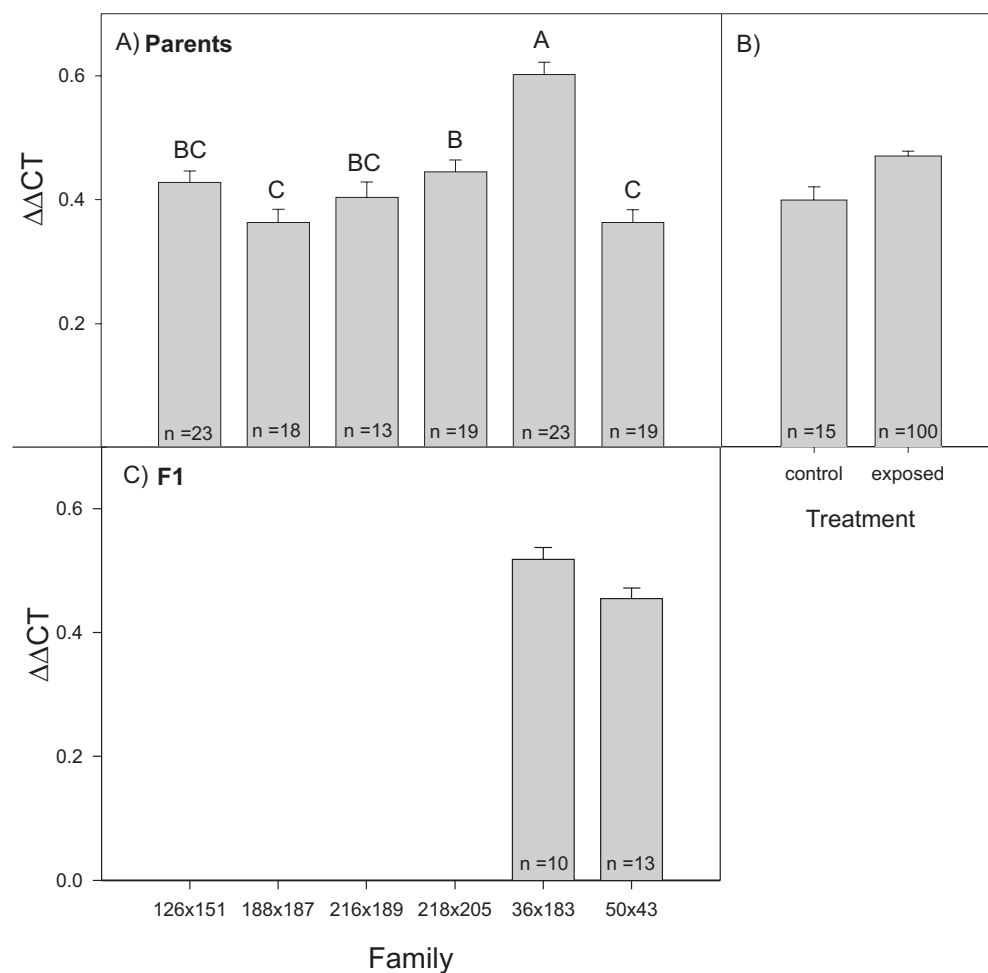 A) Parents
B)
A
B
BC
BC
C
C
0.6
0.4
0.2
ΔΔCT
n =23
n =18
n =13
n =19
n =23
n =19
n =15
n =100
control
exposed
Treatment
C) F1
0.6
0.4
0.2
0.0
ΔΔCT
n =10
n =13
126x151
188x187
216x189
218x205
36x183
50x43
Family